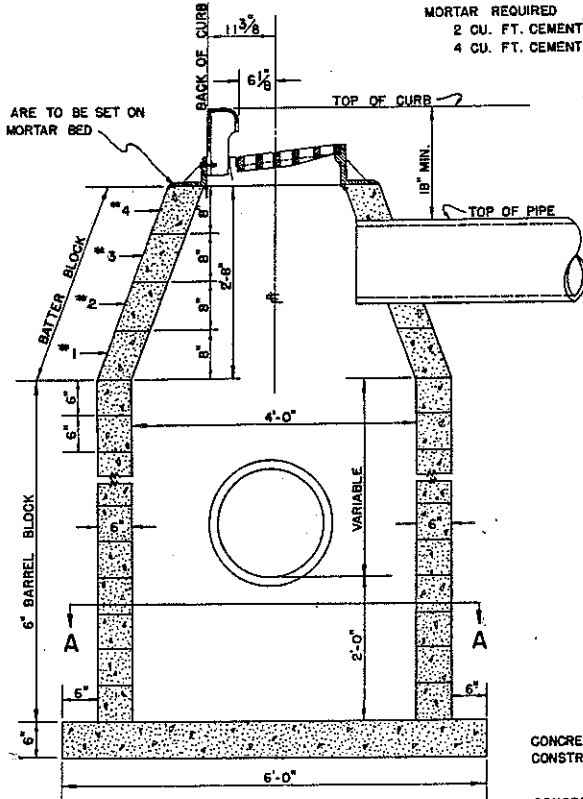 MORTAR REQUIRED
2 CU. FT. CEMENT
4 CU. FT. CEMENT
BACK OF CURB
11 3/8"
6 1/8"
TOP OF CURB
ARE TO BE SET ON
MORTAR BED
18" MIN.
TOP OF PIPE
BATTER BLOCK
#4
#3
#2
#1
8"
8"
8"
8"
2'-8"
6"
6"
4'-0"
VARIABLE
6" BARREL BLOCK
6"
6"
A
A
2'-0"
6"
6"
6"
6'-0"
CONCRE
CONSTR